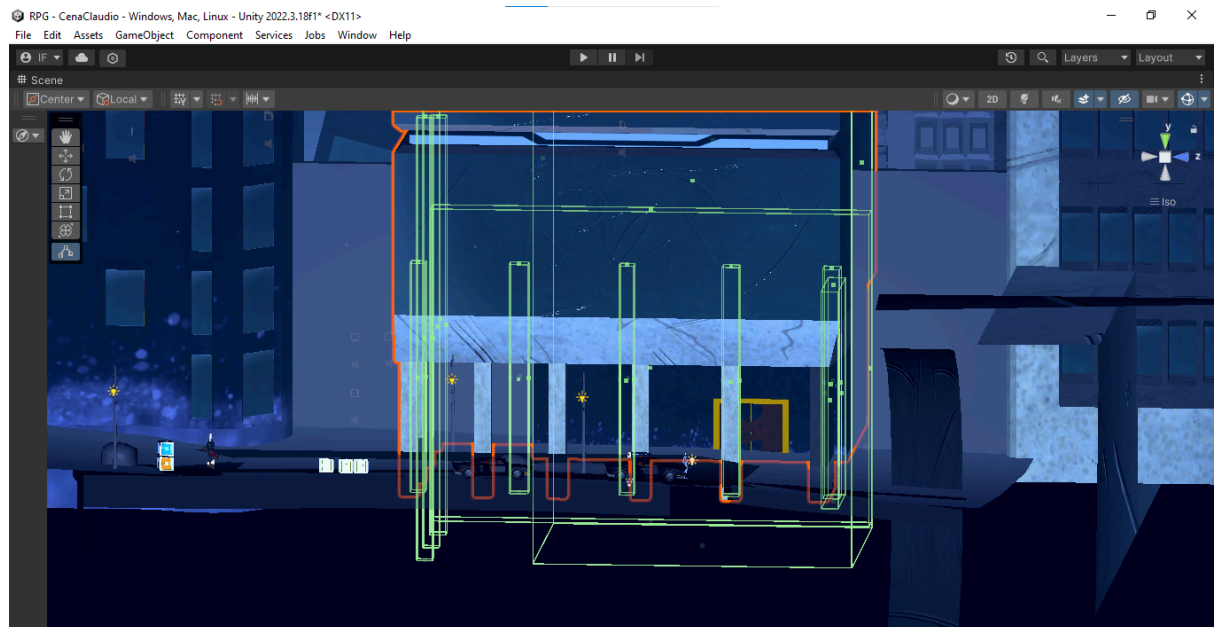 RPG - CenaClaudio - Windows, Mac, Linux - Unity 2022.3.18f1* <DX11>
File Edit Assets GameObject Component Services Jobs Window Help
IF Layers Layout
Scene
Center Local 2D
y
z
Iso